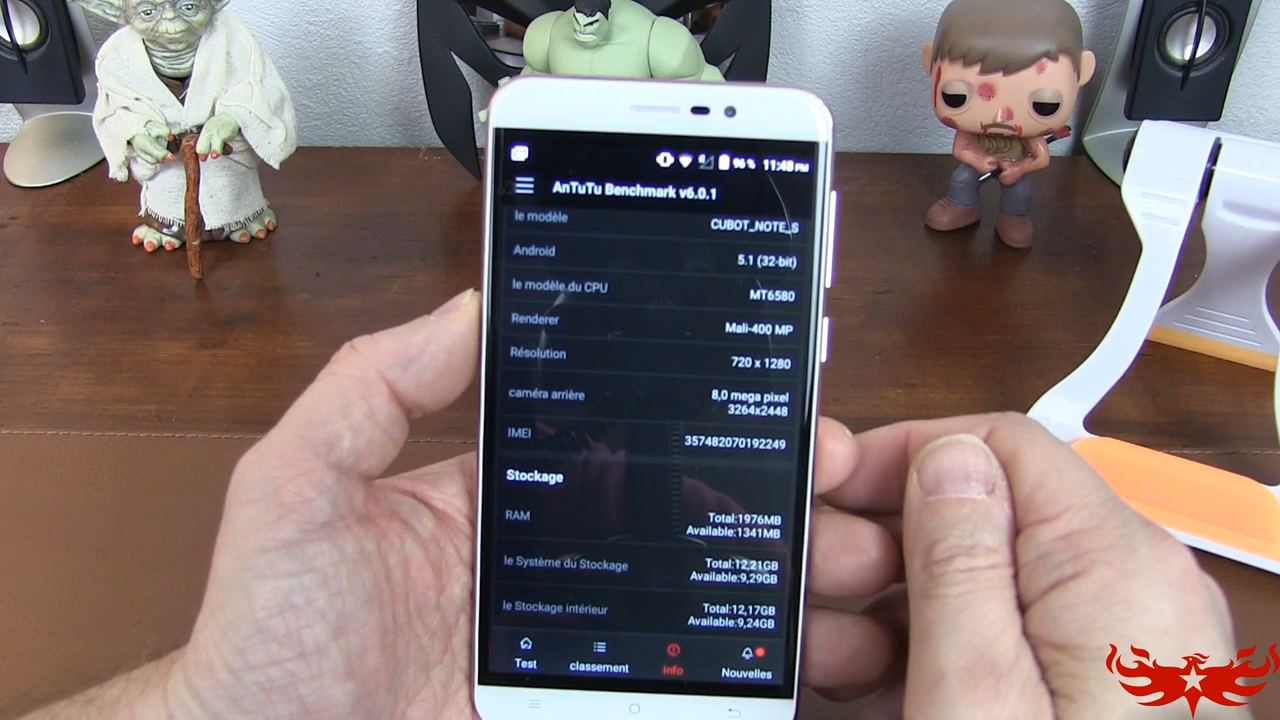 96% 11:48 PM
AnTuTu Benchmark v6.0.1
le modèle CUBOT_NOTE_S
Android 5.1 (32-bit)
le modèle du CPU MT6580
Renderer Mali-400 MP
Résolution 720 x 1280
caméra arrière 8,0 mega pixel
3264x2448
IMEI 357482070192249
Stockage
RAM Total:1976MB
Available:1341MB
le Système du Stockage Total:12,21GB
Available:9,29GB
le Stockage intérieur Total:12,17GB
Available:9,24GB
Test classement Info Nouvelles